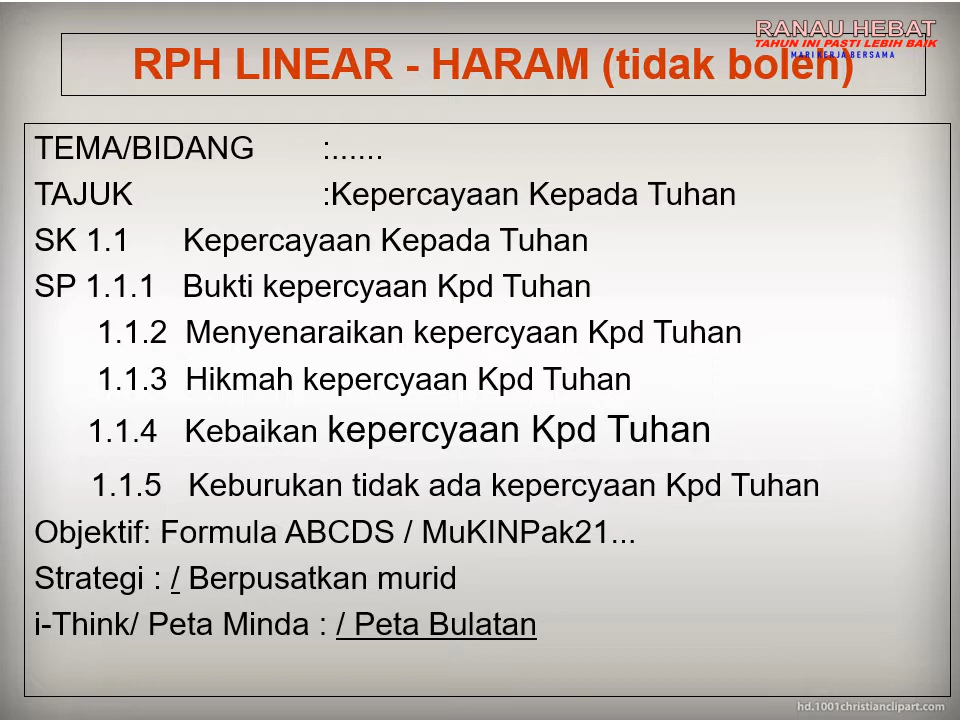 RANAU HEBAT
TAHUN INI PASTI LEBIH BAIK
MARI KERJA BERSAMA
RPH LINEAR - HARAM (tidak boleh)
TEMA/BIDANG :......
TAJUK :Kepercayaan Kepada Tuhan
SK 1.1 Kepercayaan Kepada Tuhan
SP 1.1.1 Bukti kepercyaan Kpd Tuhan
1.1.2 Menyenaraikan kepercyaan Kpd Tuhan
1.1.3 Hikmah kepercyaan Kpd Tuhan
1.1.4 Kebaikan kepercyaan Kpd Tuhan
1.1.5 Keburukan tidak ada kepercyaan Kpd Tuhan
Objektif: Formula ABCDS / MuKINPak21...
Strategi : / Berpusatkan murid
i-Think/ Peta Minda : / Peta Bulatan
hd.1001christianclipart.com